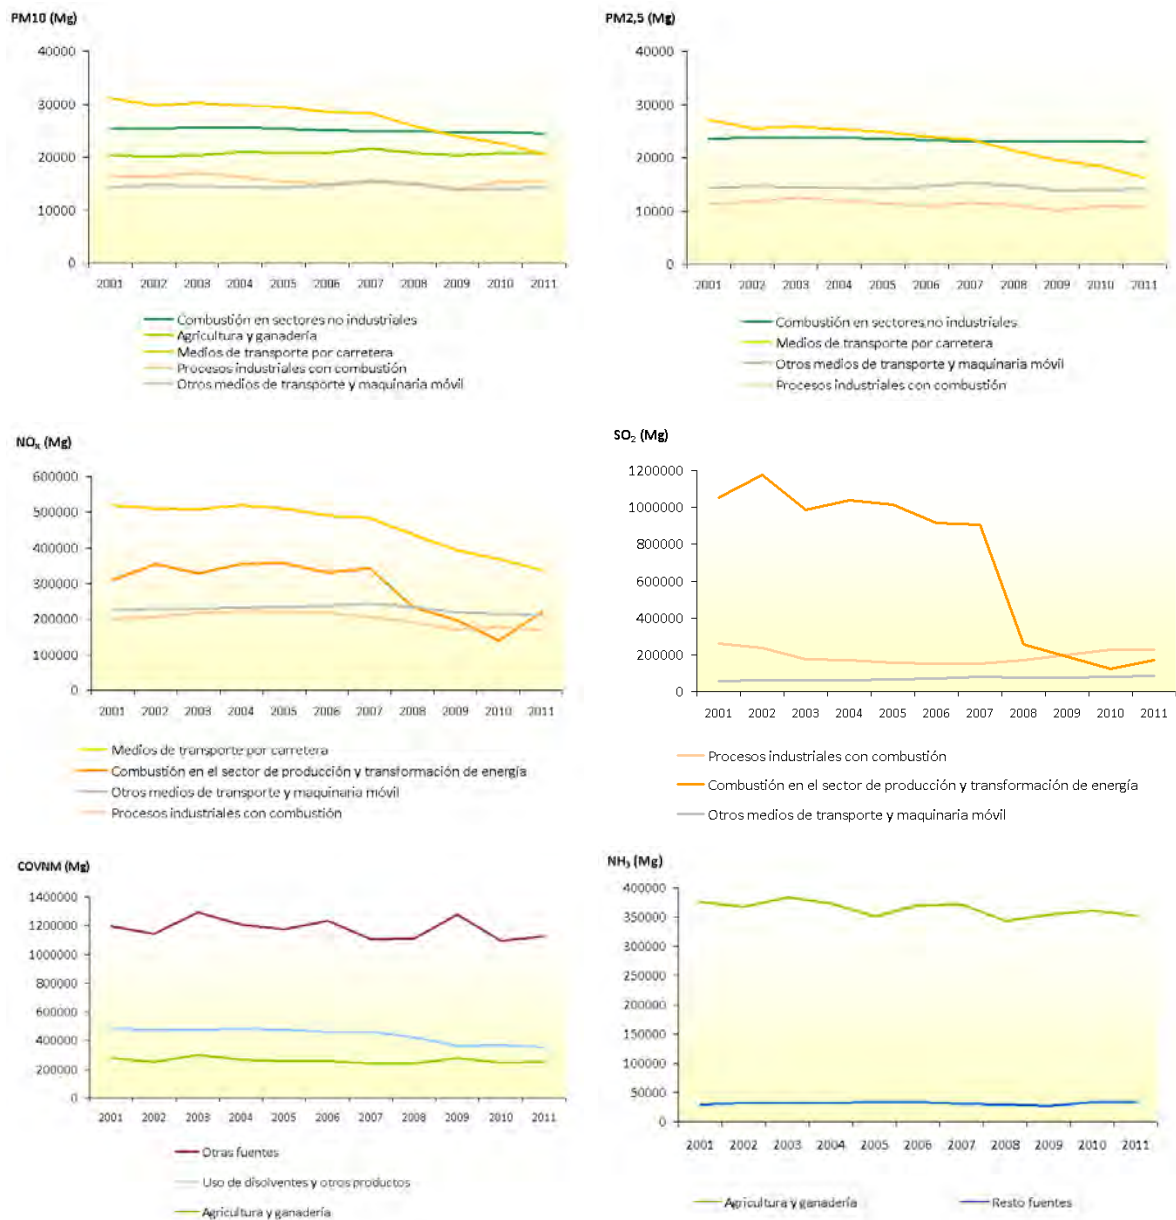 PM10 (Mg)
40000
30000
20000
10000
0
2001 2002 2003 2004 2005 2006 2007 2008 2009 2010 2011
Combustión en sectores no industriales
Agricultura y ganadería
Medios de transporte por carretera
Procesos industriales con combustión
Otros medios de transporte y maquinaria móvil
PM2,5 (Mg)
40000
30000
20000
10000
0
2001 2002 2003 2004 2005 2006 2007 2008 2009 2010 2011
Combustión en sectores no industriales
Medios de transporte por carretera
Otros medios de transporte y maquinaria móvil
Procesos industriales con combustión
NOx (Mg)
600000
500000
400000
300000
200000
100000
0
2001 2002 2003 2004 2005 2006 2007 2008 2009 2010 2011
Medios de transporte por carretera
Combustión en el sector de producción y transformación de energía
Otros medios de transporte y maquinaria móvil
Procesos industriales con combustión
SO2 (Mg)
1200000
1000000
800000
600000
400000
200000
0
2001 2002 2003 2004 2005 2006 2007 2008 2009 2010 2011
Procesos industriales con combustión
Combustión en el sector de producción y transformación de energía
Otros medios de transporte y maquinaria móvil
COVNM (Mg)
1400000
1200000
1000000
800000
600000
400000
200000
0
2001 2002 2003 2004 2005 2006 2007 2008 2009 2010 2011
Otras fuentes
Uso de disolventes y otros productos
Agricultura y ganadería
NH3 (Mg)
400000
350000
300000
250000
200000
150000
100000
50000
0
2001 2002 2003 2004 2005 2006 2007 2008 2009 2010 2011
Agricultura y ganadería Resto fuentes